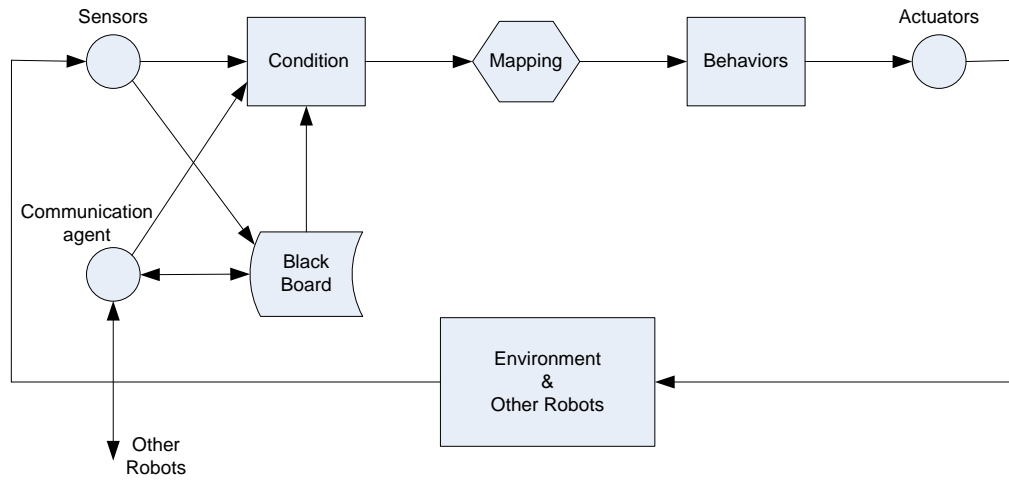 Sensors
Actuators
Condition
Mapping
Behaviors
Communication
agent
Black
Board
Environment
&
Other Robots
Other
Robots